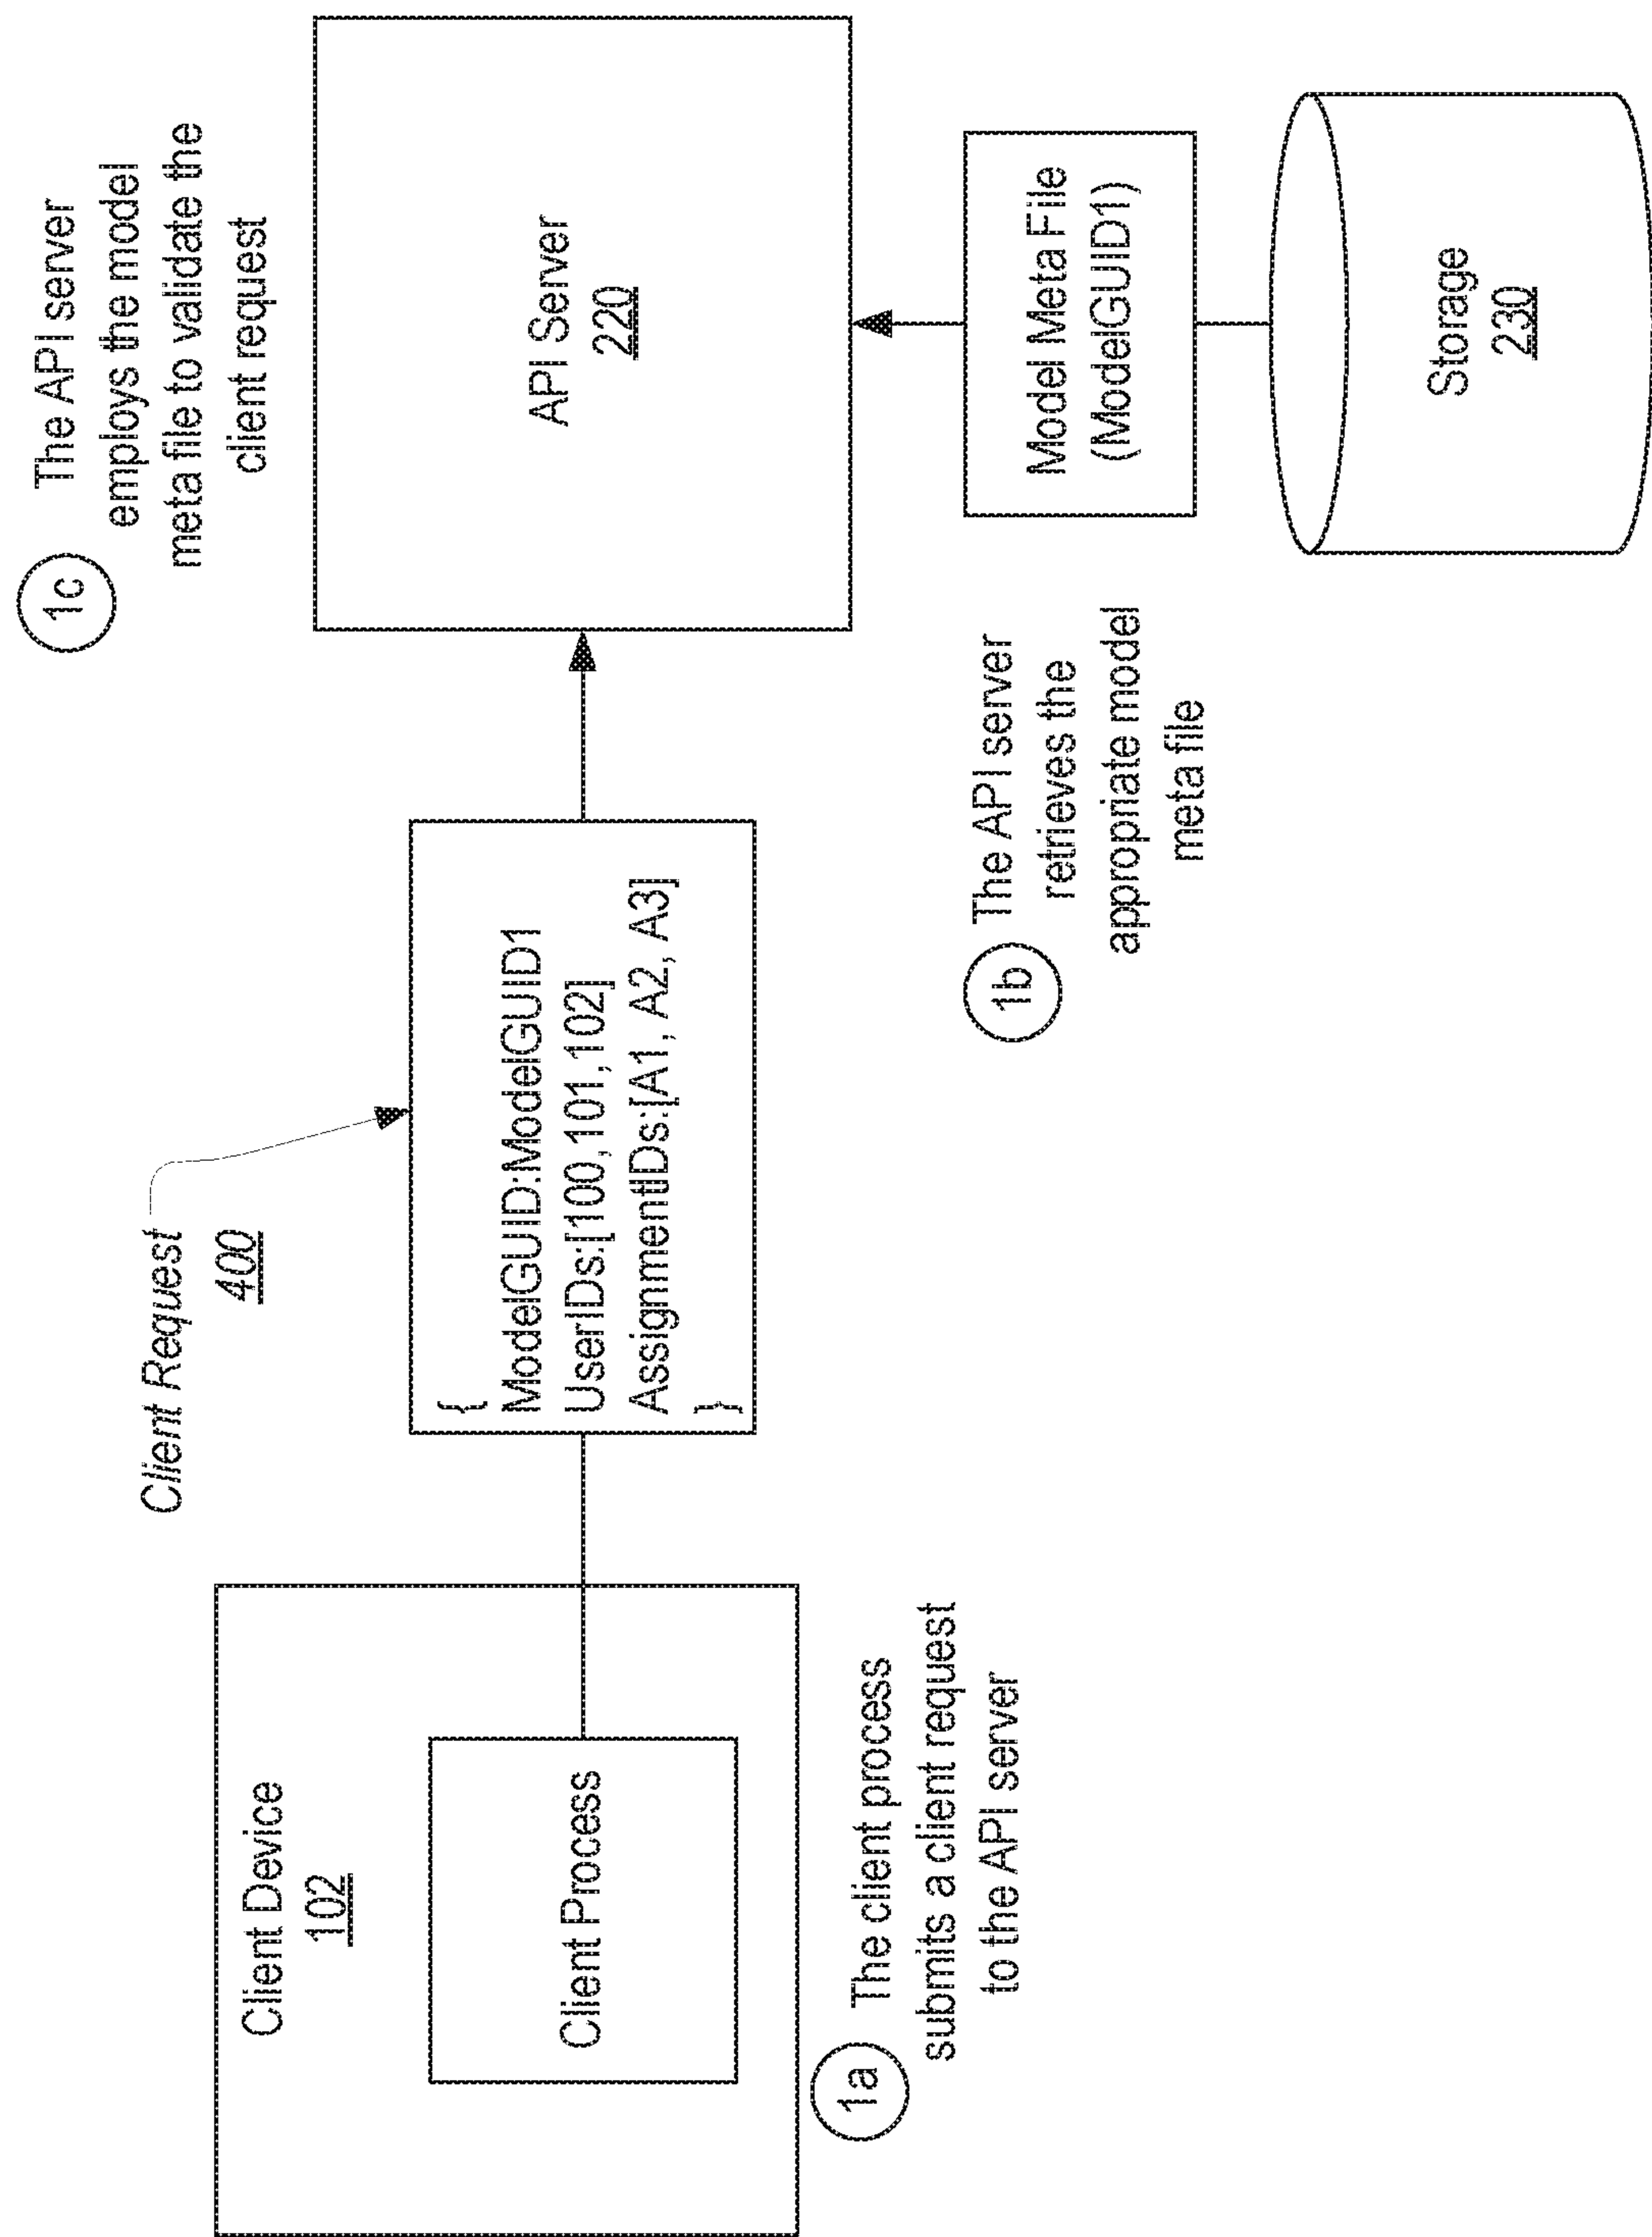 Client Device
102
Client Process
1a
The client process
submits a client request
to the API server
Client Request
400
{
ModelGUID:ModelGUID1
UserIDs:[100,101,102]
AssignmentIDs:[A1, A2, A3]
}
1c
The API server
employs the model
meta file to validate the
client request
API Server
220
1b
The API server
retrieves the
appropriate model
meta file
Model Meta File
(ModelGUID1)
Storage
230